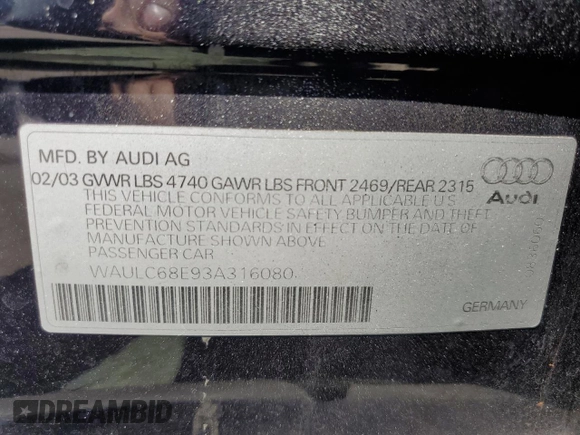 MFD. BY AUDI AG
02/03 GVWR LBS 4740 GAWR LBS FRONT 2469/REAR 2315
THIS VEHICLE CONFORMS TO ALL APPLICABLE U.S.
FEDERAL MOTOR VEHICLE SAFETY BUMPER AND THEFT
PREVENTION STANDARDS IN EFFECT ON THE DATE OF
MANUFACTURE SHOWN ABOVE
PASSENGER CAR
WAULC68E93A316080
Audi
GERMANY
DREAMBID